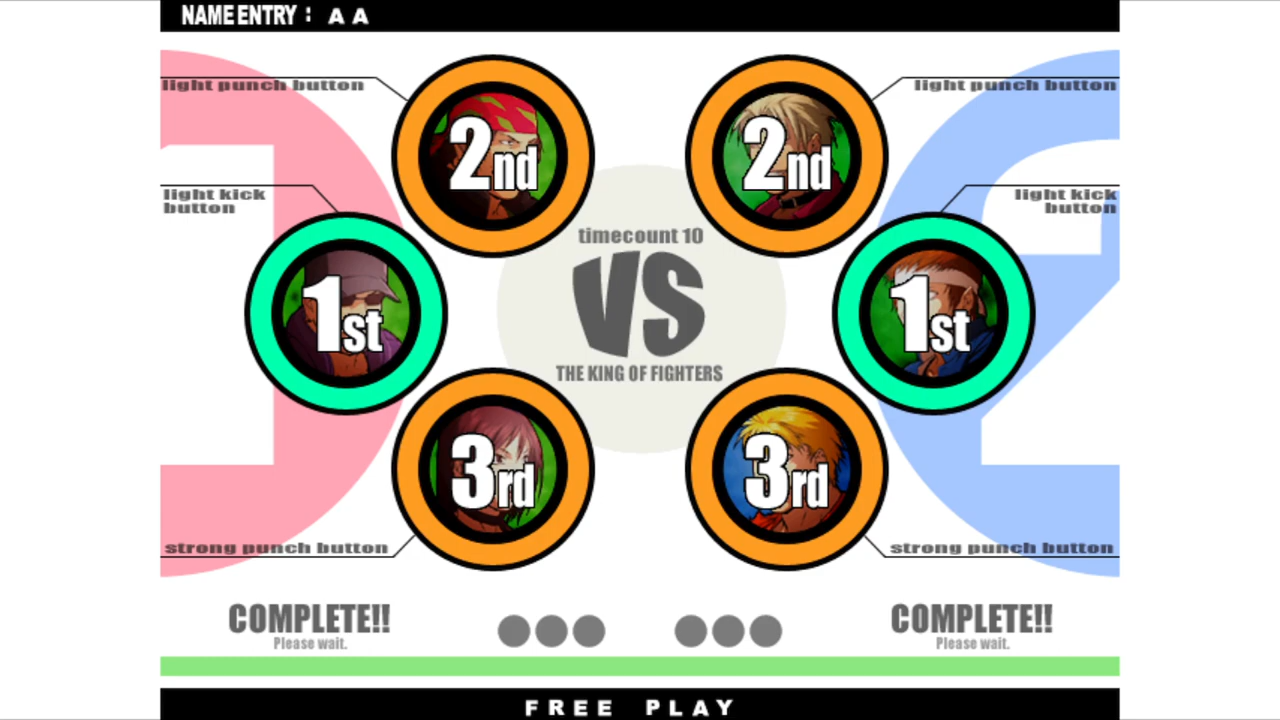 NAME ENTRY : A A
light punch button
light punch button
2nd
2nd
light kick
button
light kick
button
timecount 10
VS
THE KING OF FIGHTERS
1st
1st
3rd
3rd
strong punch button
strong punch button
COMPLETE!!
Please wait.
COMPLETE!!
Please wait.
FREE PLAY